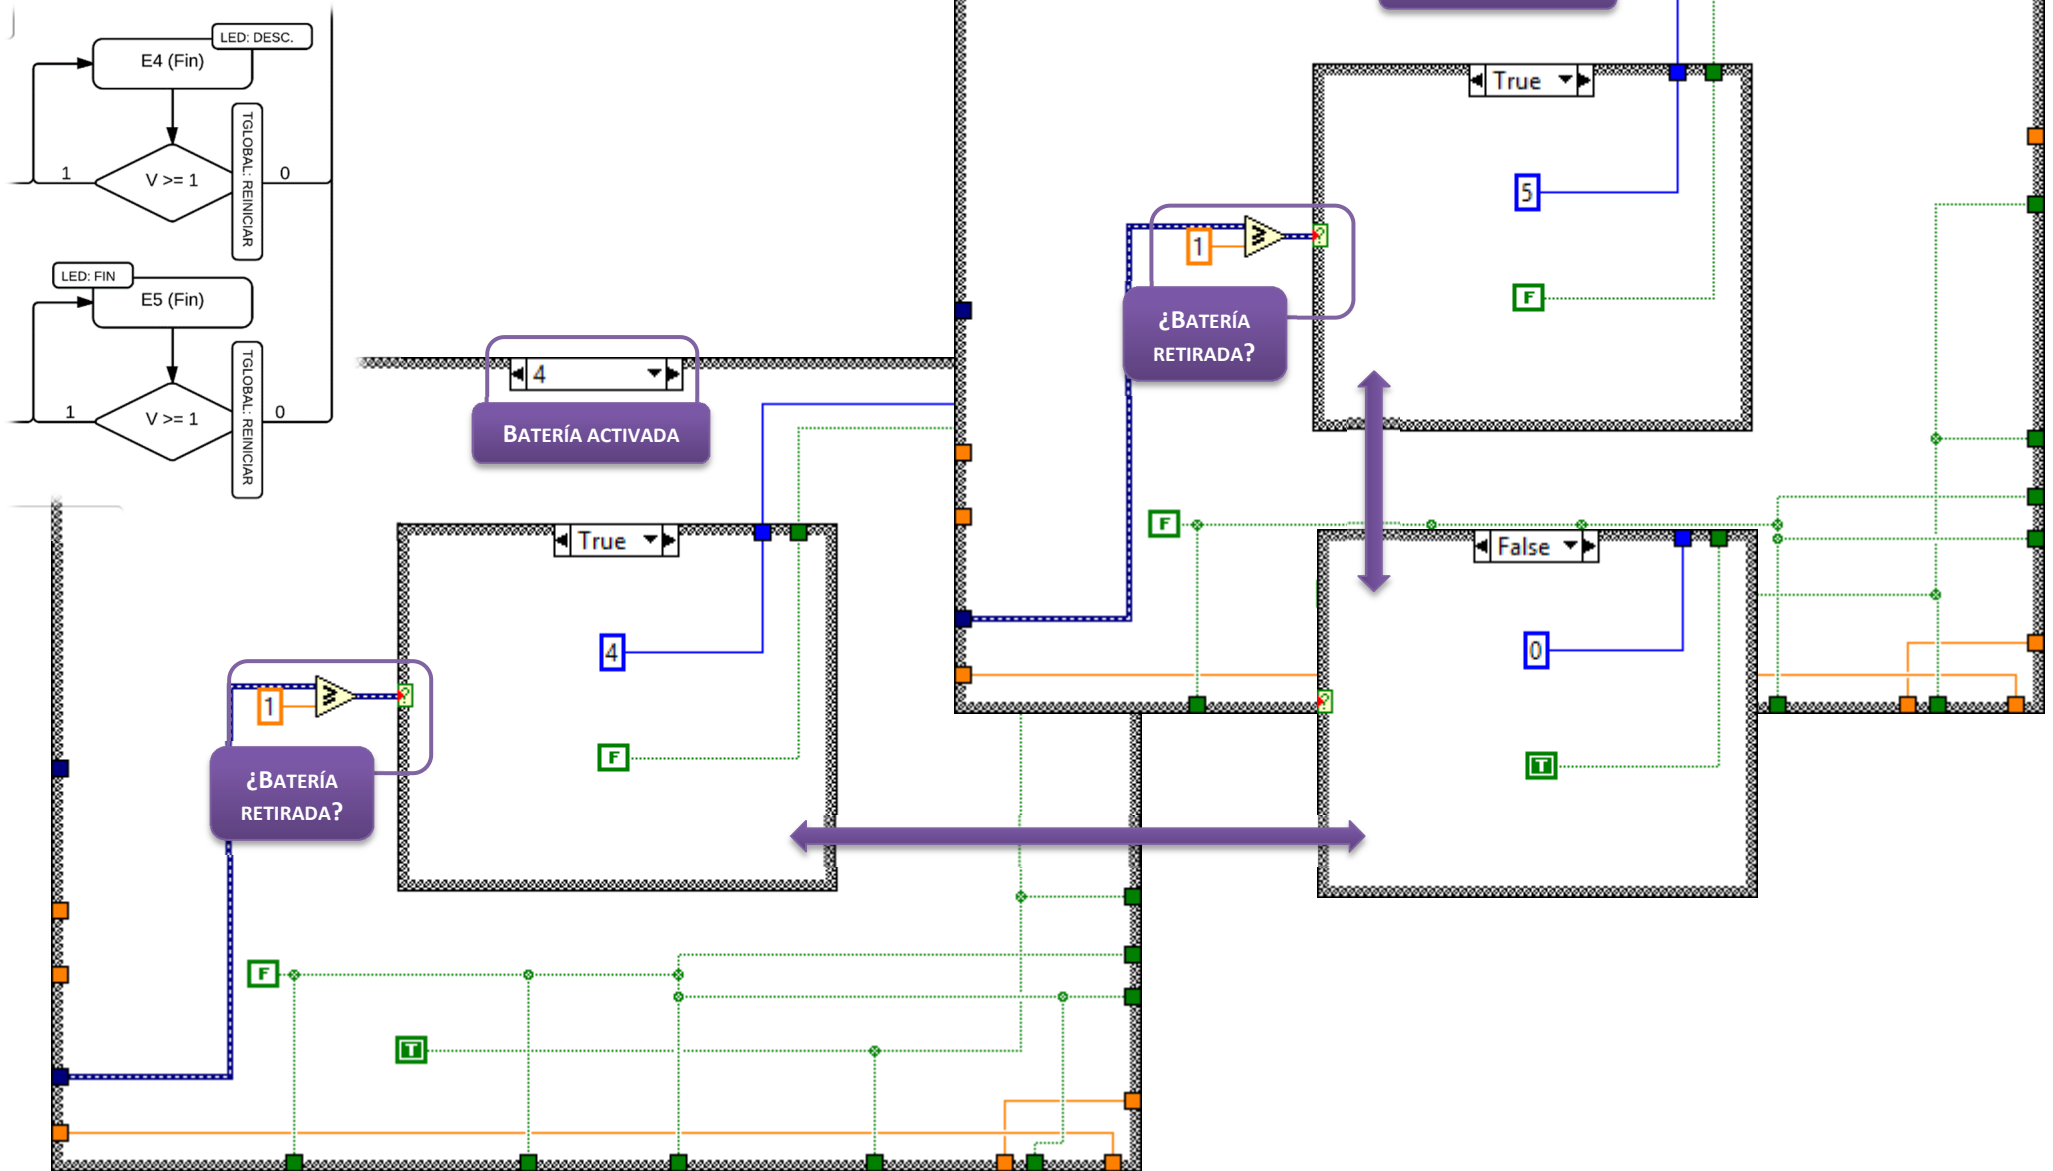 LED: DESC.
E4 (Fin)
TGLOBAL: REINICIAR
1
V >= 1
0
LED: FIN
E5 (Fin)
TGLOBAL: REINICIAR
1
V >= 1
0
4
BATERÍA ACTIVADA
True
4
1
?
¿BATERÍA
RETIRADA?
F
F
T
True
5
1
?
¿BATERÍA
RETIRADA?
F
F
False
0
?
T